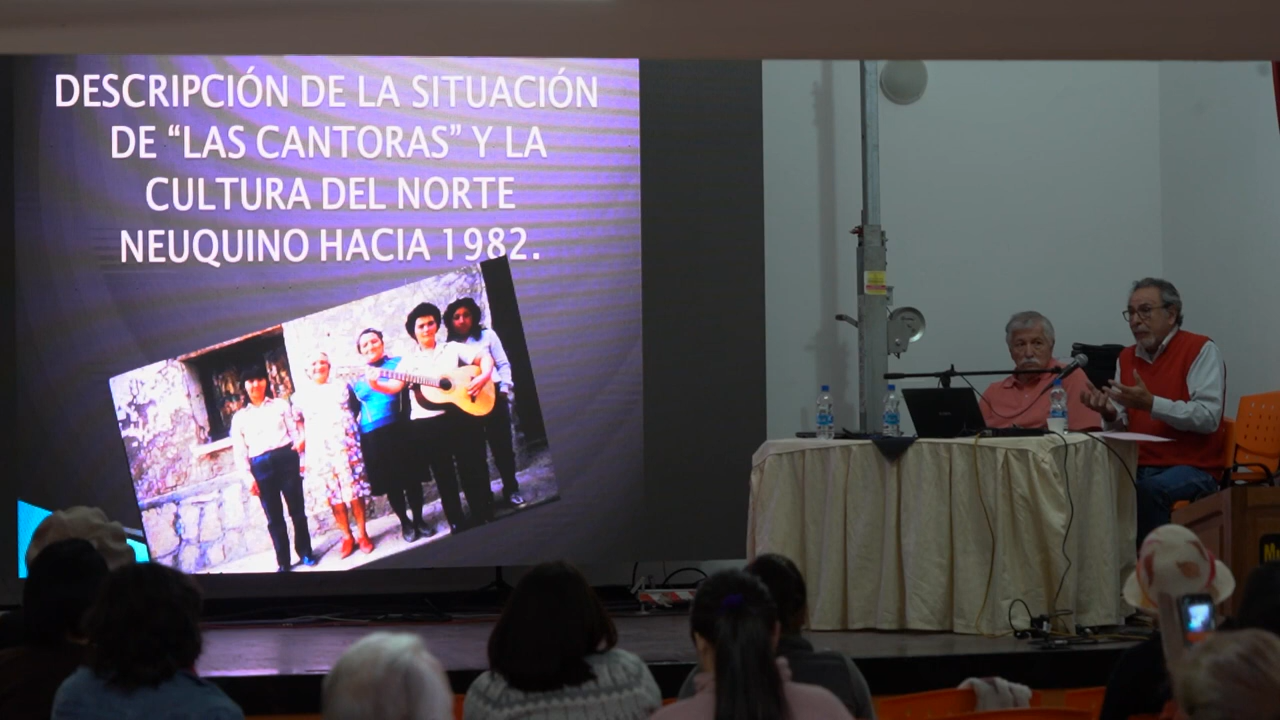 DESCRIPCIÓN DE LA SITUACIÓN
DE “LAS CANTORAS” Y LA
CULTURA DEL NORTE
NEUQUINO HACIA 1982.